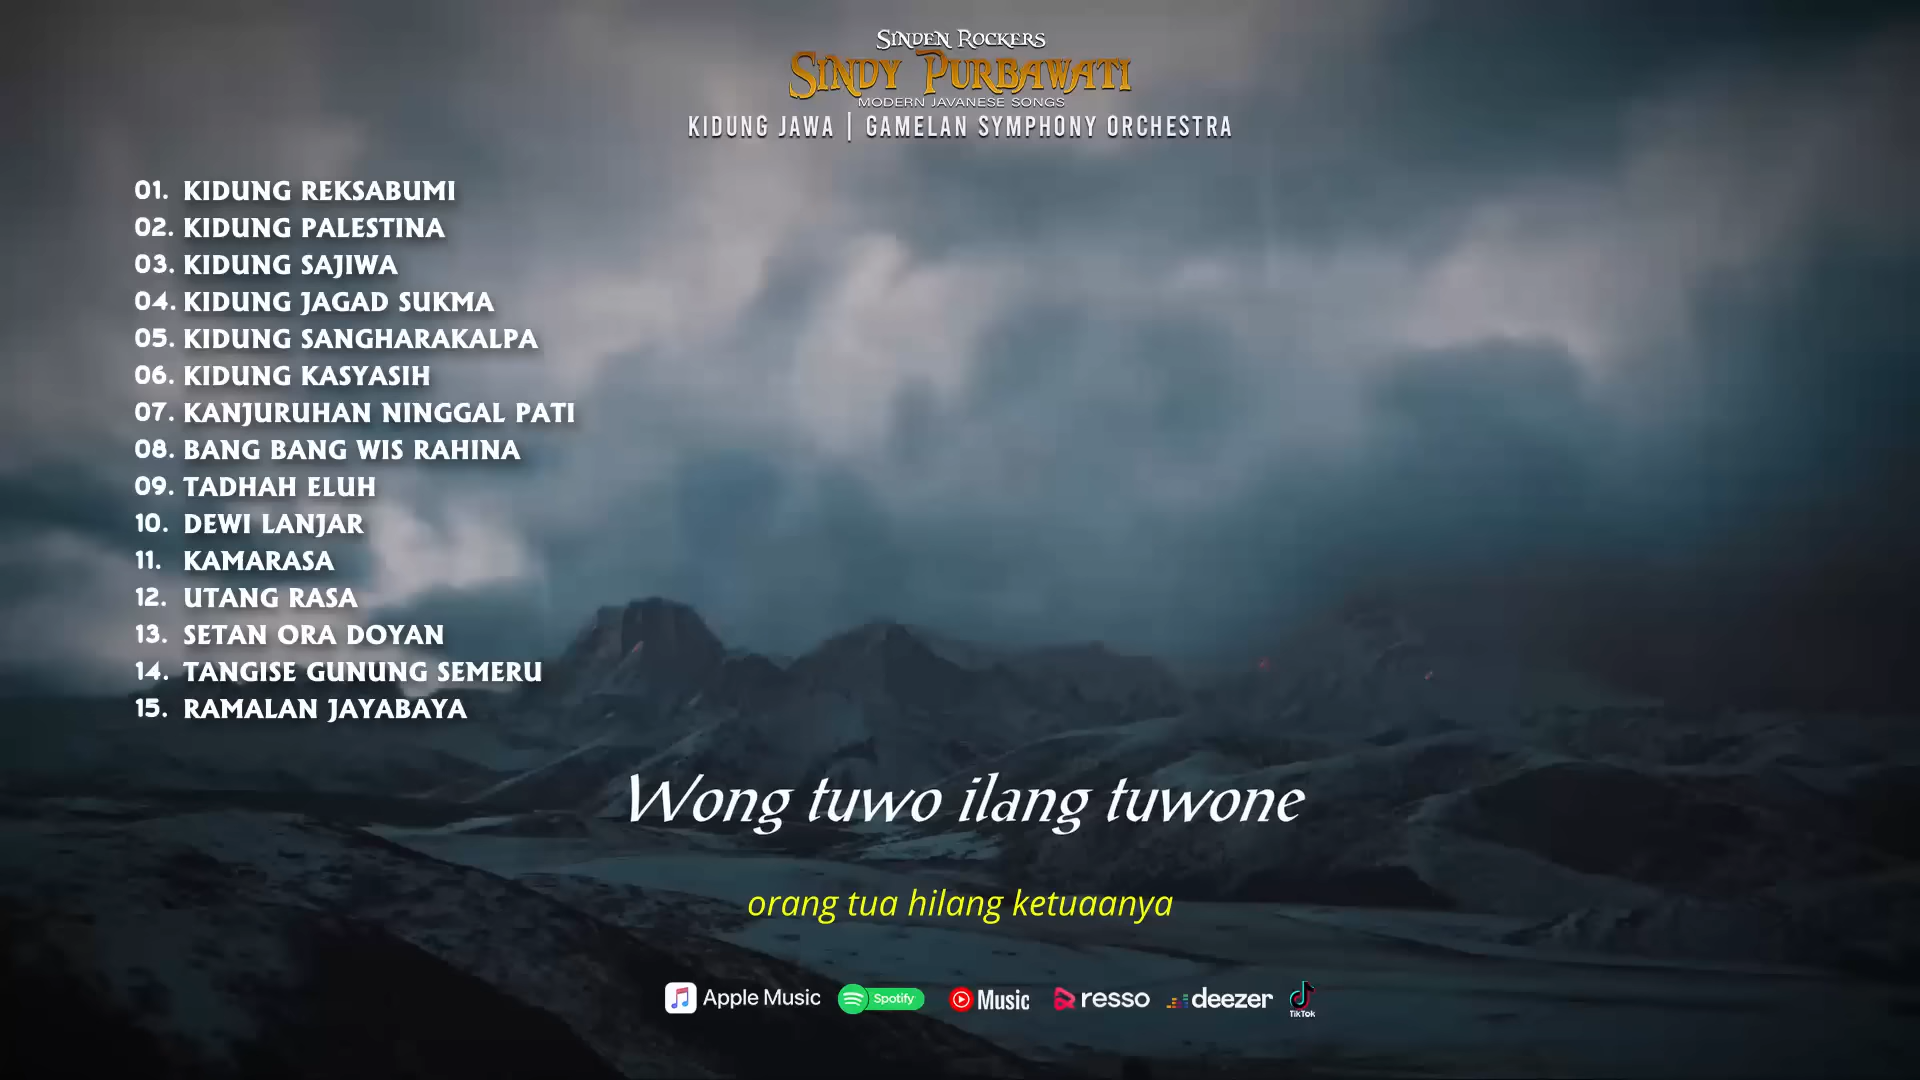 SINDEN ROCKERS
SINDY PURBAWATI
MODERN JAVANESE SONGS
KIDUNG JAWA | GAMELAN SYMPHONY ORCHESTRA
01. KIDUNG REKSABUMI
02. KIDUNG PALESTINA
03. KIDUNG SAJIWA
04. KIDUNG JAGAD SUKMA
05. KIDUNG SANGHARAKALPA
06. KIDUNG KASYASIH
07. KANJURUHAN NINGGAL PATI
08. BANG BANG WIS RAHINA
09. TADHAH ELUH
10. DEWI LANJAR
11. KAMARASA
12. UTANG RASA
13. SETAN ORA DOYAN
14. TANGISE GUNUNG SEMERU
15. RAMALAN JAYABAYA
Wong tuwo ilang tuwone
orang tua hilang ketuaanya
Apple Music Spotify Music resso deezer TikTok